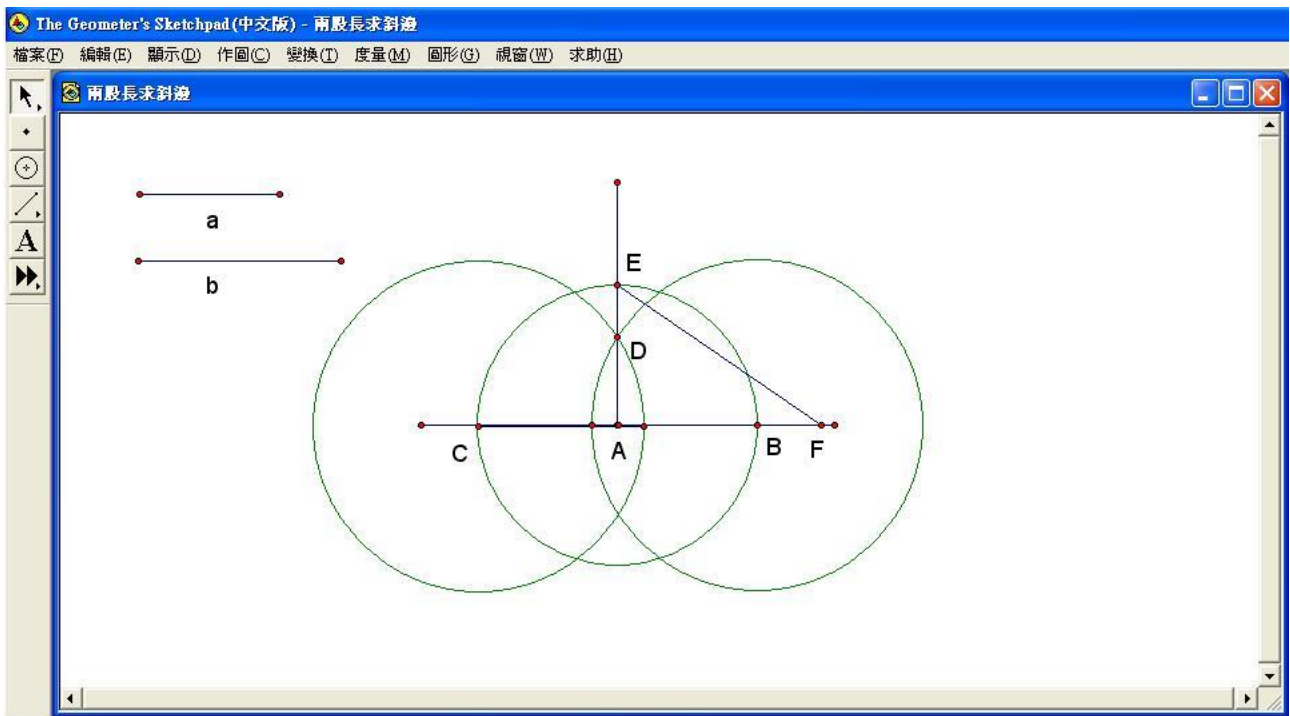 The Geometer's Sketchpad(中文版) - 兩股長求斜邊
檔案(F) 編輯(E) 顯示(D) 作圖(C) 變換(T) 度量(M) 圖形(G) 視窗(W) 求助(H)
兩股長求斜邊
A
a
b
E
D
C
A
B
F